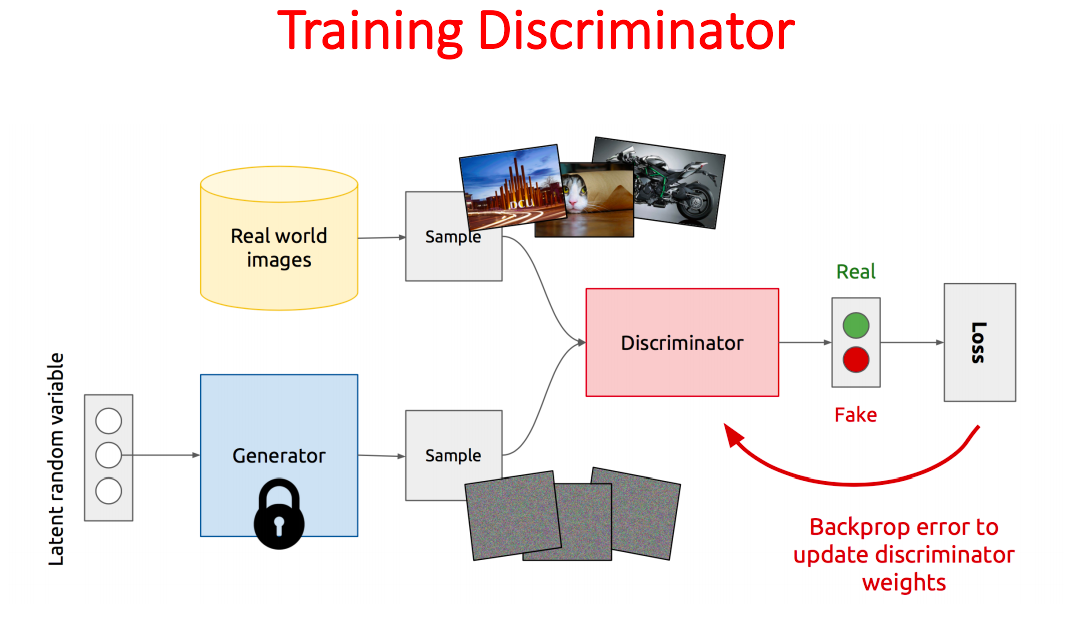 Training Discriminator
Real world
images
Sample
DCU
Latent random variable
Generator
Sample
Discriminator
Real
Fake
Loss
Backprop error to
update discriminator
weights